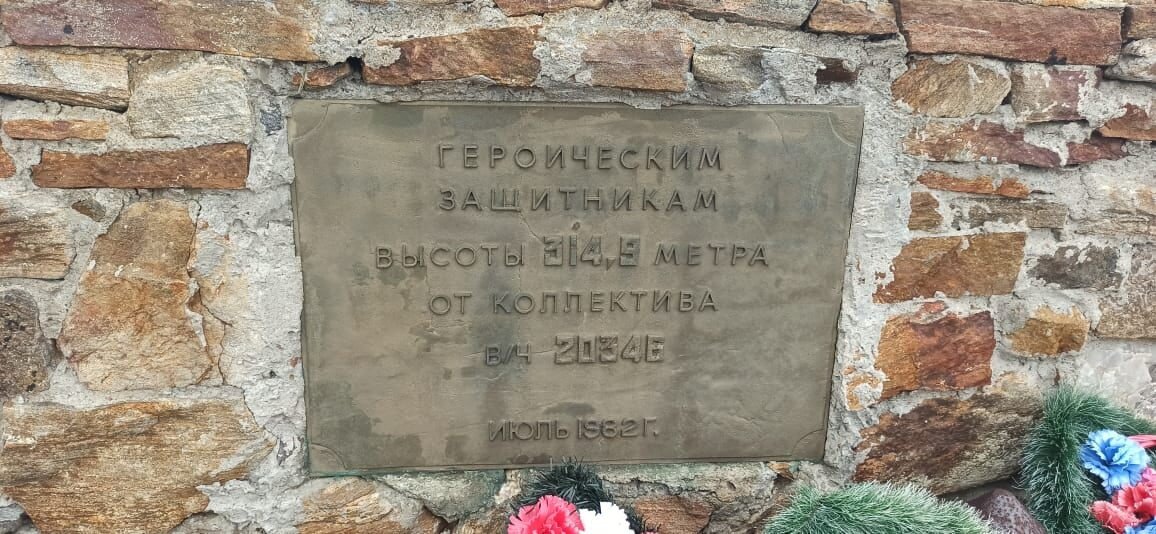 ГЕРОИЧЕСКИМ
ЗАЩИТНИКАМ
ВЫСОТЫ 314,9 МЕТРА
ОТ КОЛЛЕКТИВА
В/Ч 20346
ИЮЛЬ 1982 Г.